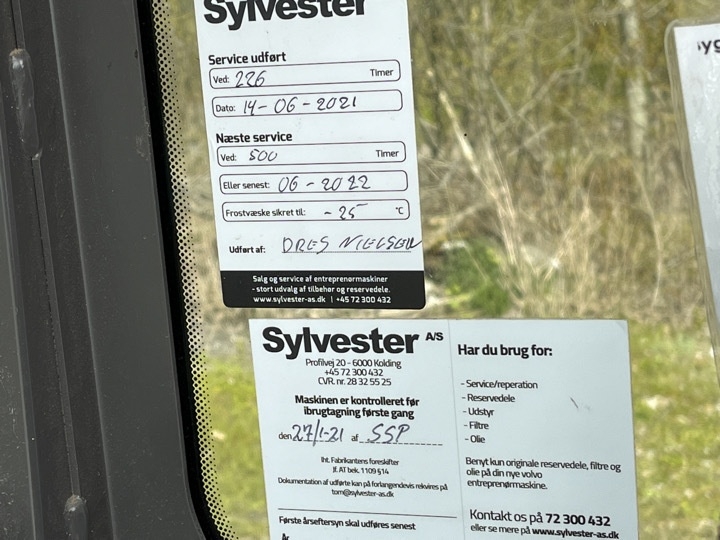 Sylvester
Service udført
Ved: 226 Timer
Dato: 14-06-2021
Næste service
Ved: 500 Timer
Eller senest: 06-2022
Frostvæske sikret til: -25 °C
Udført af: DRES NIELSEN
Salg og service af entreprenørmaskiner
- stort udvalg af tilbehør og reservedele.
www.sylvester-as.dk | +45 72 300 432
Sylvester A/S
Profilvej 20 - 6000 Kolding
+45 72 300 432
CVR. nr. 28 32 55 25
Maskinen er kontrolleret før
ibrugtagning første gang
den 27/1-21 af SSP
Iht. Fabrikantens foreskifter
Jf. AT bek. 1109 §14
Dokumentation af udførte kan på forlangendevis rekvires på
tom@sylvester-as.dk
Første årseftersyn skal udføres senest
Har du brug for:
- Service/reperation
- Reservedele
- Udstyr
- Filtre
- Olie
Benyt kun originale reservedele, filtre og
olie på din nye volvo
entreprenørmaskine.
Kontakt os på 72 300 432
eller se mere på www.sylvester-as.dk